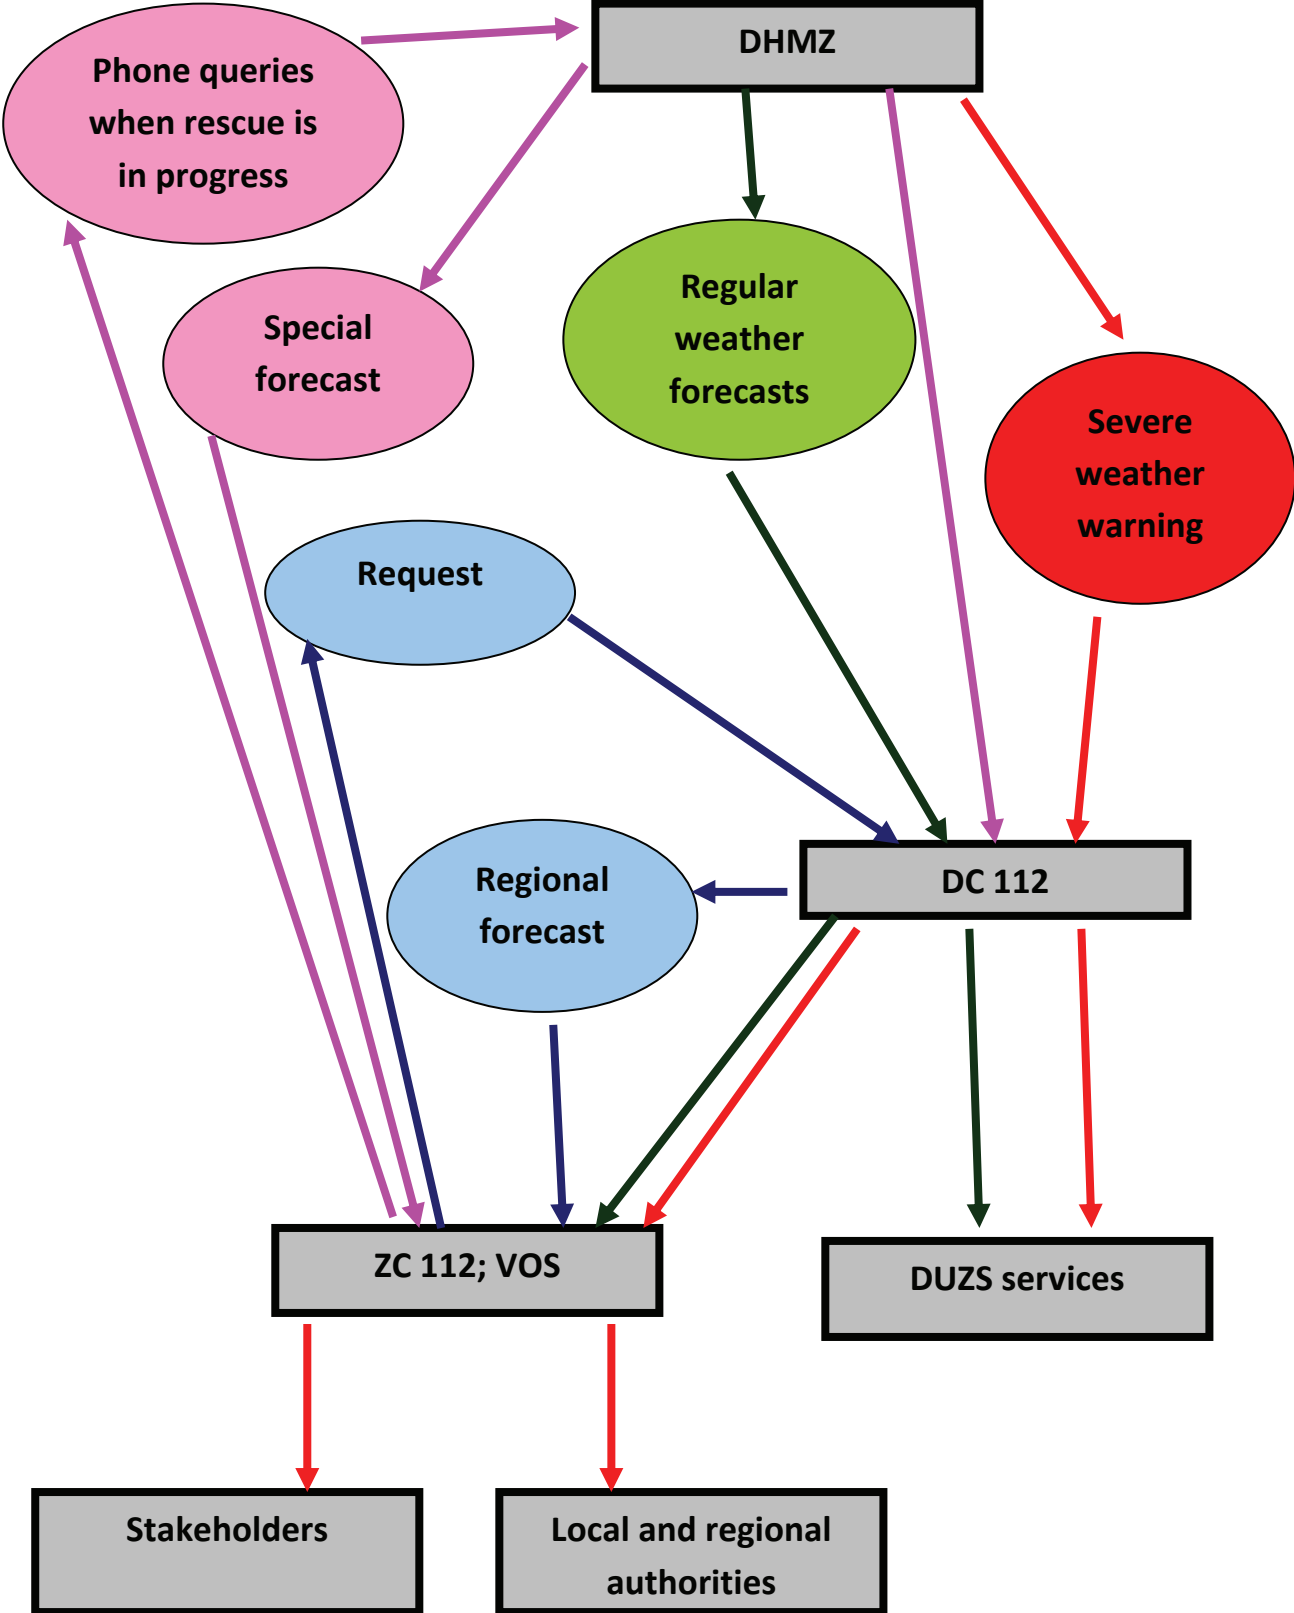 DHMZ
Phone queries
when rescue is
in progress
Special
forecast
Regular
weather
forecasts
Severe
weather
warning
Request
Regional
forecast
DC 112
ZC 112; VOS
DUZS services
Stakeholders
Local and regional
authorities